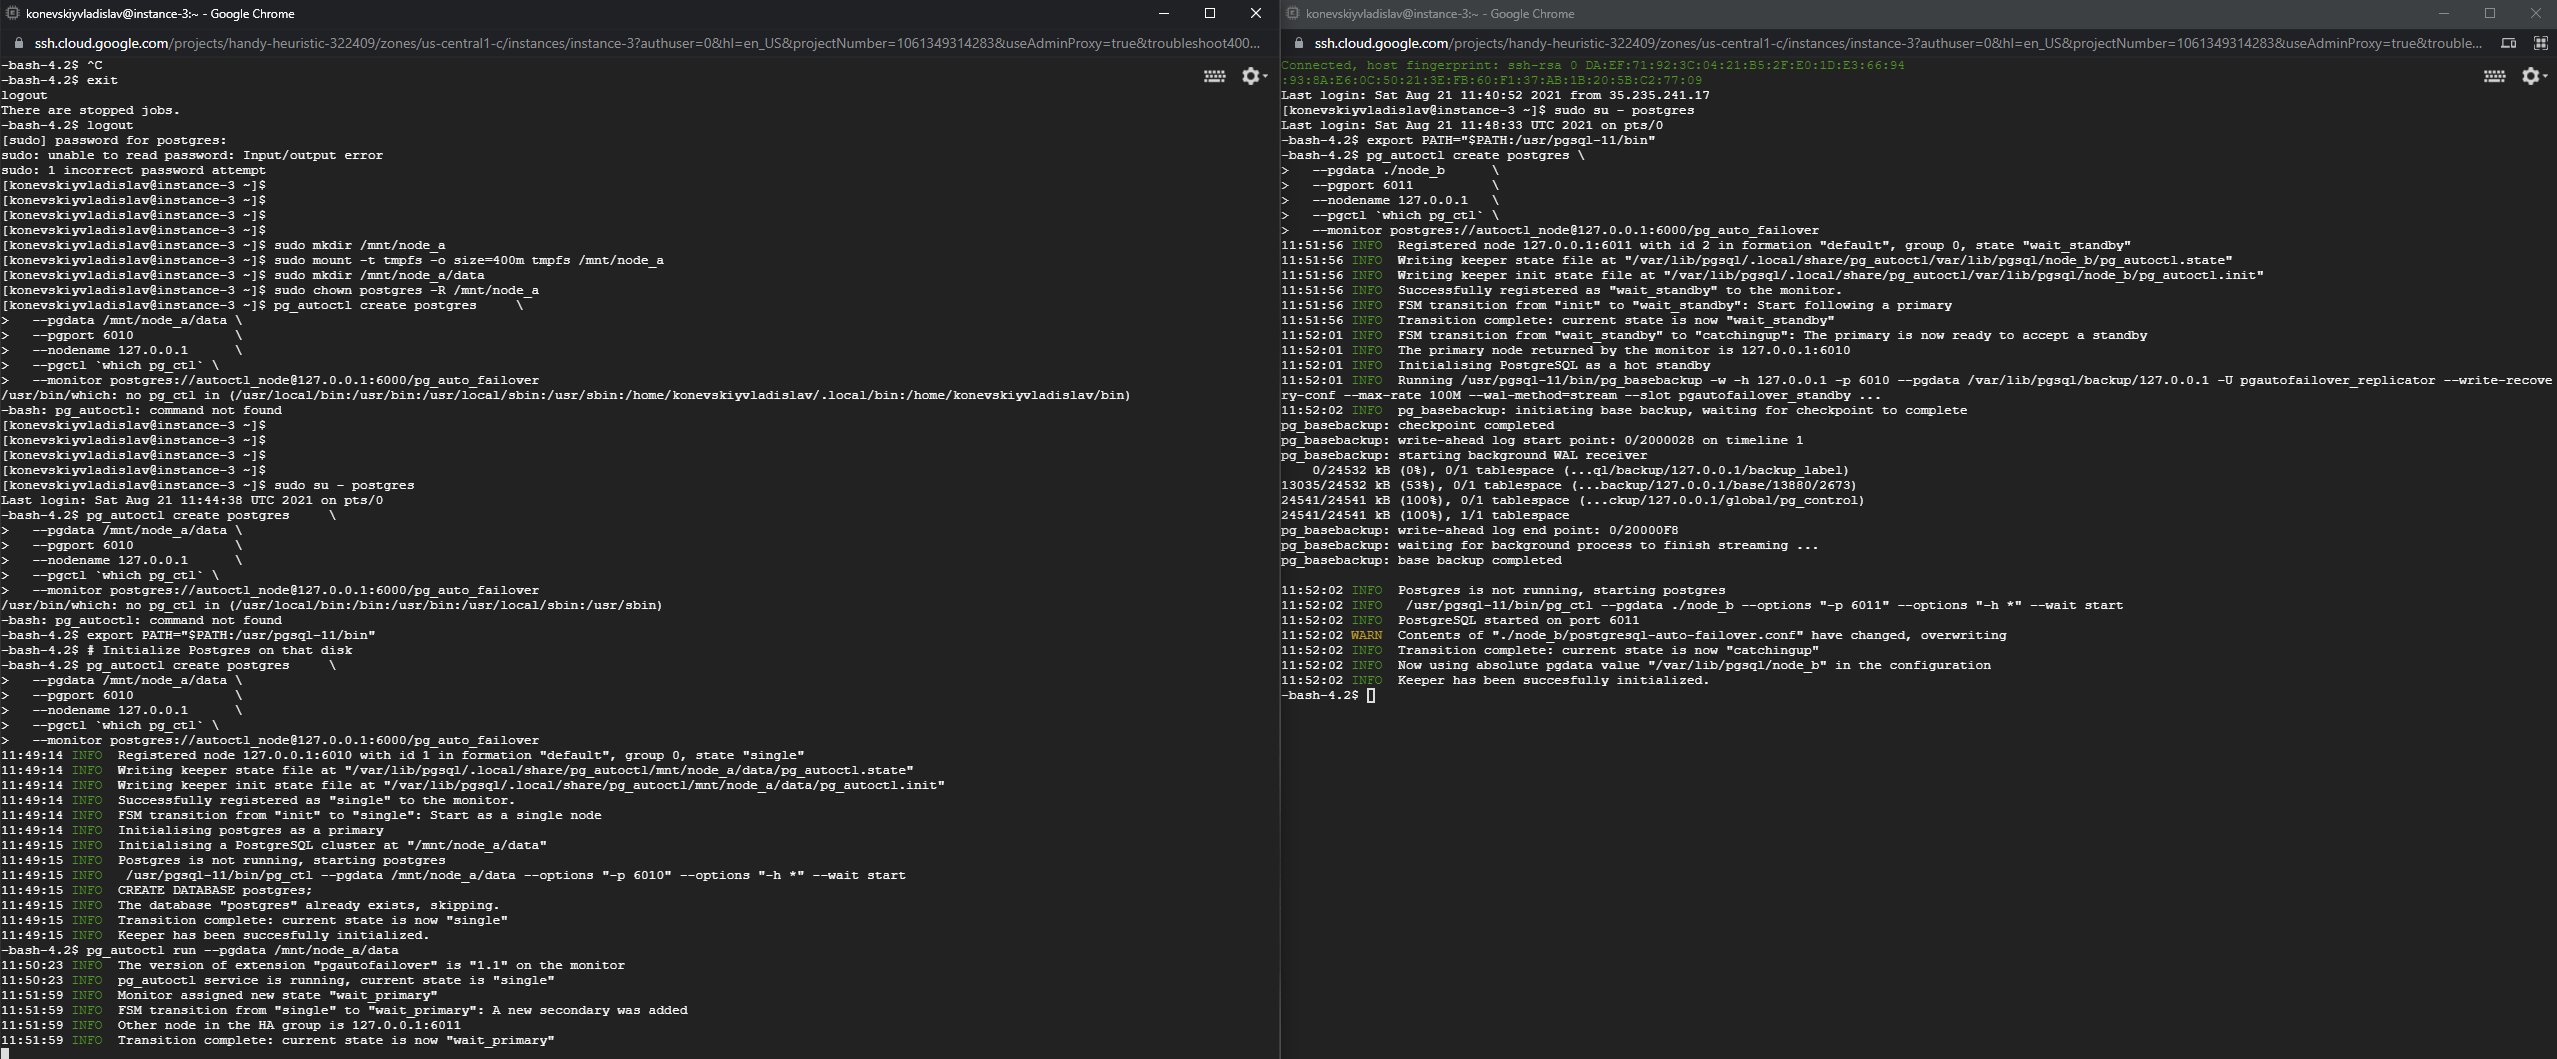 konevskiyvladislav@instance-3:~ - Google Chrome
ssh.cloud.google.com/projects/handy-heuristic-322409/zones/us-central1-c/instances/instance-3?authuser=0&hl=en_US&projectNumber=1061349314283&useAdminProxy=true&troubleshoot400...
-bash-4.2$ ^C
-bash-4.2$ exit
logout
There are stopped jobs.
-bash-4.2$ logout
[sudo] password for postgres:
sudo: unable to read password: Input/output error
sudo: 1 incorrect password attempt
[konevskiyvladislav@instance-3 ~]$
[konevskiyvladislav@instance-3 ~]$
[konevskiyvladislav@instance-3 ~]$
[konevskiyvladislav@instance-3 ~]$
[konevskiyvladislav@instance-3 ~]$ sudo mkdir /mnt/node_a
[konevskiyvladislav@instance-3 ~]$ sudo mount -t tmpfs -o size=400m tmpfs /mnt/node_a
[konevskiyvladislav@instance-3 ~]$ sudo mkdir /mnt/node_a/data
[konevskiyvladislav@instance-3 ~]$ sudo chown postgres -R /mnt/node_a
[konevskiyvladislav@instance-3 ~]$ pg_autoctl create postgres     \
>   --pgdata /mnt/node_a/data \
>   --pgport 6010             \
>   --nodename 127.0.0.1      \
>   --pgctl `which pg_ctl` \
>   --monitor postgres://autoctl_node@127.0.0.1:6000/pg_auto_failover
/usr/bin/which: no pg_ctl in (/usr/local/bin:/usr/bin:/usr/local/sbin:/usr/sbin:/home/konevskiyvladislav/.local/bin:/home/konevskiyvladislav/bin)
-bash: pg_autoctl: command not found
[konevskiyvladislav@instance-3 ~]$
[konevskiyvladislav@instance-3 ~]$
[konevskiyvladislav@instance-3 ~]$
[konevskiyvladislav@instance-3 ~]$
[konevskiyvladislav@instance-3 ~]$ sudo su - postgres
Last login: Sat Aug 21 11:44:38 UTC 2021 on pts/0
-bash-4.2$ pg_autoctl create postgres     \
>   --pgdata /mnt/node_a/data \
>   --pgport 6010             \
>   --nodename 127.0.0.1      \
>   --pgctl `which pg_ctl` \
>   --monitor postgres://autoctl_node@127.0.0.1:6000/pg_auto_failover
/usr/bin/which: no pg_ctl in (/usr/local/bin:/bin:/usr/bin:/usr/local/sbin:/usr/sbin)
-bash: pg_autoctl: command not found
-bash-4.2$ export PATH="$PATH:/usr/pgsql-11/bin"
-bash-4.2$ # Initialize Postgres on that disk
-bash-4.2$ pg_autoctl create postgres     \
>   --pgdata /mnt/node_a/data \
>   --pgport 6010             \
>   --nodename 127.0.0.1      \
>   --pgctl `which pg_ctl` \
>   --monitor postgres://autoctl_node@127.0.0.1:6000/pg_auto_failover
11:49:14 INFO  Registered node 127.0.0.1:6010 with id 1 in formation "default", group 0, state "single"
11:49:14 INFO  Writing keeper state file at "/var/lib/pgsql/.local/share/pg_autoctl/mnt/node_a/data/pg_autoctl.state"
11:49:14 INFO  Writing keeper init state file at "/var/lib/pgsql/.local/share/pg_autoctl/mnt/node_a/data/pg_autoctl.init"
11:49:14 INFO  Successfully registered as "single" to the monitor.
11:49:14 INFO  FSM transition from "init" to "single": Start as a single node
11:49:14 INFO  Initialising postgres as a primary
11:49:15 INFO  Initialising a PostgreSQL cluster at "/mnt/node_a/data"
11:49:15 INFO  Postgres is not running, starting postgres
11:49:15 INFO   /usr/pgsql-11/bin/pg_ctl --pgdata /mnt/node_a/data --options "-p 6010" --options "-h *" --wait start
11:49:15 INFO  CREATE DATABASE postgres;
11:49:15 INFO  The database "postgres" already exists, skipping.
11:49:15 INFO  Transition complete: current state is now "single"
11:49:15 INFO  Keeper has been succesfully initialized.
-bash-4.2$ pg_autoctl run --pgdata /mnt/node_a/data
11:50:23 INFO  The version of extension "pgautofailover" is "1.1" on the monitor
11:50:23 INFO  pg_autoctl service is running, current state is "single"
11:51:59 INFO  Monitor assigned new state "wait_primary"
11:51:59 INFO  FSM transition from "single" to "wait_primary": A new secondary was added
11:51:59 INFO  Other node in the HA group is 127.0.0.1:6011
11:51:59 INFO  Transition complete: current state is now "wait_primary"
konevskiyvladislav@instance-3:~ - Google Chrome
ssh.cloud.google.com/projects/handy-heuristic-322409/zones/us-central1-c/instances/instance-3?authuser=0&hl=en_US&projectNumber=1061349314283&useAdminProxy=true&trouble...
Connected, host fingerprint: ssh-rsa 0 DA:EF:71:92:3C:04:21:B5:2F:E0:1D:E3:66:94
:93:8A:E6:0C:50:21:3E:FB:60:F1:37:AB:1B:20:5B:C2:77:09
Last login: Sat Aug 21 11:40:52 2021 from 35.235.241.17
[konevskiyvladislav@instance-3 ~]$ sudo su - postgres
Last login: Sat Aug 21 11:48:33 UTC 2021 on pts/0
-bash-4.2$ export PATH="$PATH:/usr/pgsql-11/bin"
-bash-4.2$ pg_autoctl create postgres \
>   --pgdata ./node_b      \
>   --pgport 6011          \
>   --nodename 127.0.0.1   \
>   --pgctl `which pg_ctl` \
>   --monitor postgres://autoctl_node@127.0.0.1:6000/pg_auto_failover
11:51:56 INFO  Registered node 127.0.0.1:6011 with id 2 in formation "default", group 0, state "wait_standby"
11:51:56 INFO  Writing keeper state file at "/var/lib/pgsql/.local/share/pg_autoctl/var/lib/pgsql/node_b/pg_autoctl.state"
11:51:56 INFO  Writing keeper init state file at "/var/lib/pgsql/.local/share/pg_autoctl/var/lib/pgsql/node_b/pg_autoctl.init"
11:51:56 INFO  Successfully registered as "wait_standby" to the monitor.
11:51:56 INFO  FSM transition from "init" to "wait_standby": Start following a primary
11:51:56 INFO  Transition complete: current state is now "wait_standby"
11:52:01 INFO  FSM transition from "wait_standby" to "catchingup": The primary is now ready to accept a standby
11:52:01 INFO  The primary node returned by the monitor is 127.0.0.1:6010
11:52:01 INFO  Initialising PostgreSQL as a hot standby
11:52:01 INFO  Running /usr/pgsql-11/bin/pg_basebackup -w -h 127.0.0.1 -p 6010 --pgdata /var/lib/pgsql/backup/127.0.0.1 -U pgautofailover_replicator --write-recove
ry-conf --max-rate 100M --wal-method=stream --slot pgautofailover_standby ...
11:52:02 INFO  pg_basebackup: initiating base backup, waiting for checkpoint to complete
pg_basebackup: checkpoint completed
pg_basebackup: write-ahead log start point: 0/2000028 on timeline 1
pg_basebackup: starting background WAL receiver
    0/24532 kB (0%), 0/1 tablespace (...ql/backup/127.0.0.1/backup_label)
13035/24532 kB (53%), 0/1 tablespace (...backup/127.0.0.1/base/13880/2673)
24541/24541 kB (100%), 0/1 tablespace (...ckup/127.0.0.1/global/pg_control)
24541/24541 kB (100%), 1/1 tablespace
pg_basebackup: write-ahead log end point: 0/20000F8
pg_basebackup: waiting for background process to finish streaming ...
pg_basebackup: base backup completed
11:52:02 INFO  Postgres is not running, starting postgres
11:52:02 INFO   /usr/pgsql-11/bin/pg_ctl --pgdata ./node_b --options "-p 6011" --options "-h *" --wait start
11:52:02 INFO  PostgreSQL started on port 6011
11:52:02 WARN  Contents of "./node_b/postgresql-auto-failover.conf" have changed, overwriting
11:52:02 INFO  Transition complete: current state is now "catchingup"
11:52:02 INFO  Now using absolute pgdata value "/var/lib/pgsql/node_b" in the configuration
11:52:02 INFO  Keeper has been succesfully initialized.
-bash-4.2$